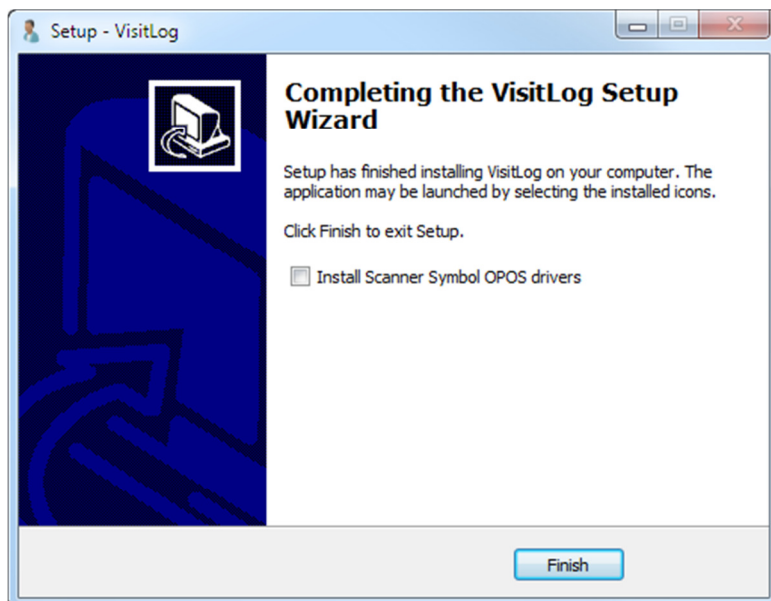 Setup - VisitLog
Completing the VisitLog Setup
Wizard
Setup has finished installing VisitLog on your computer. The
application may be launched by selecting the installed icons.
Click Finish to exit Setup.
Install Scanner Symbol OPOS drivers
Finish